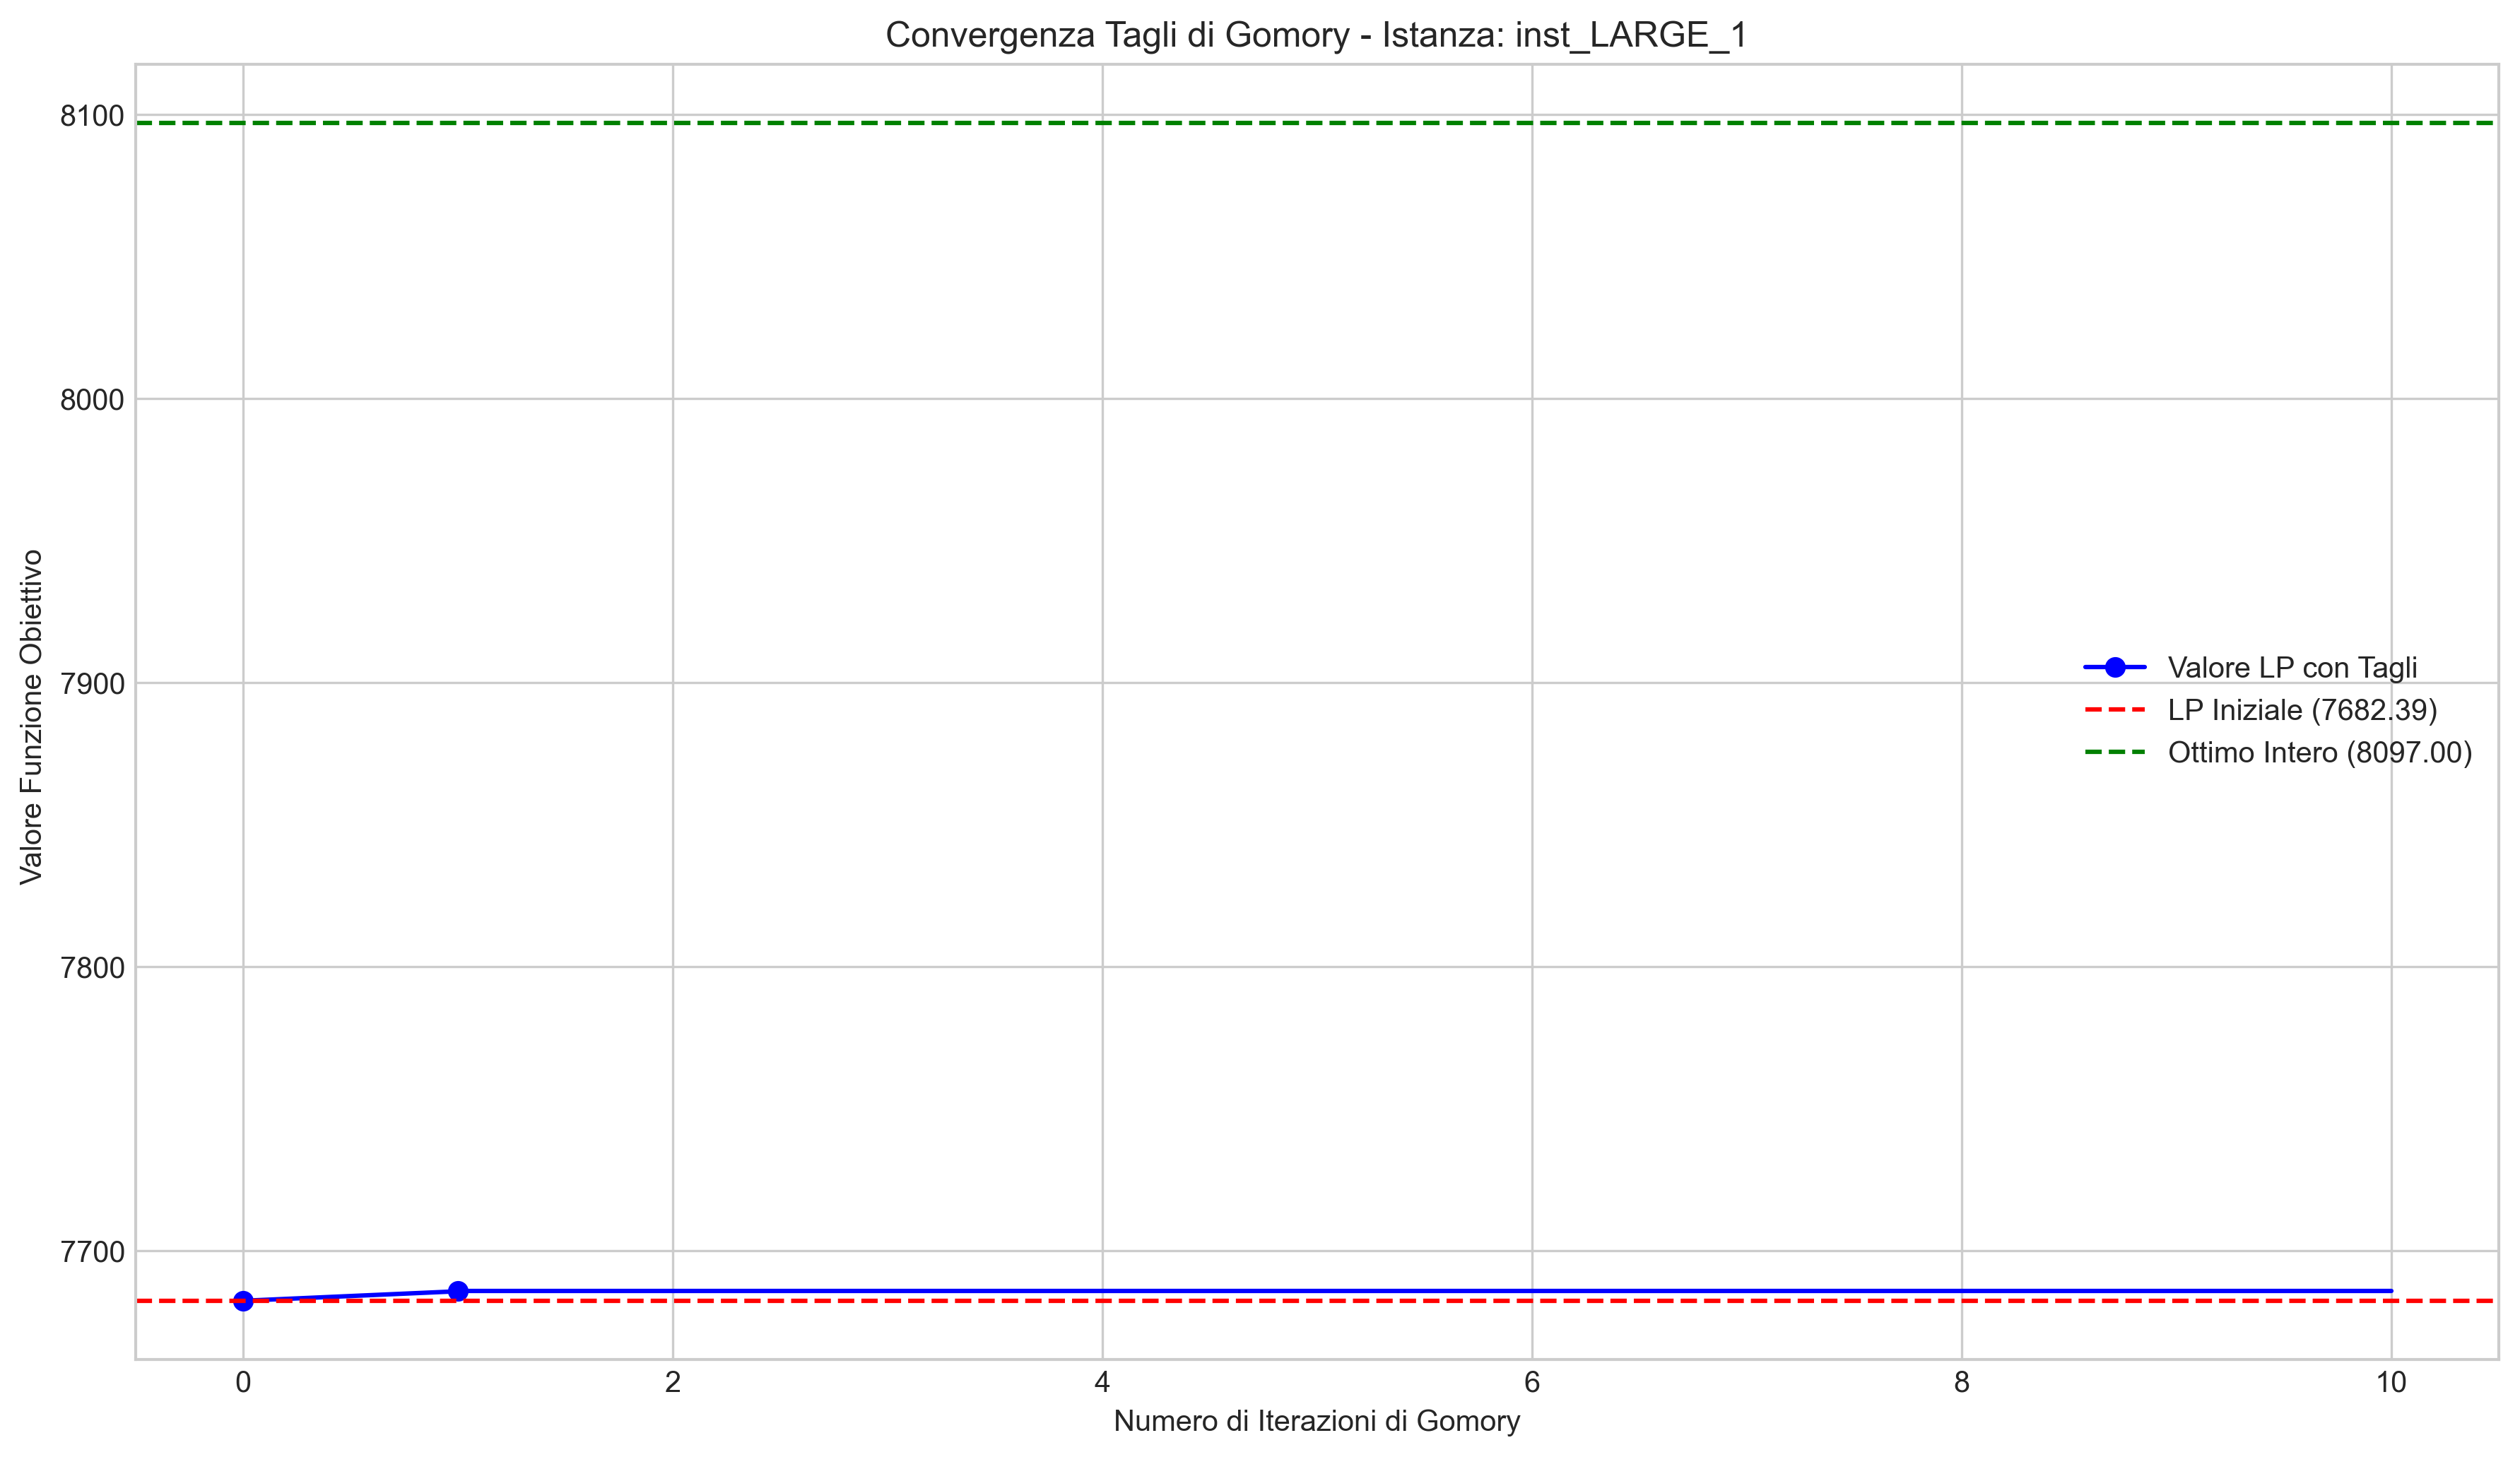 Convergenza Tagli di Gomory - Istanza: inst_LARGE_1
Valore Funzione Obiettivo
8100
8000
7900
7800
7700
Valore LP con Tagli
LP Iniziale (7682.39)
Ottimo Intero (8097.00)
0 2 4 6 8 10
Numero di Iterazioni di Gomory